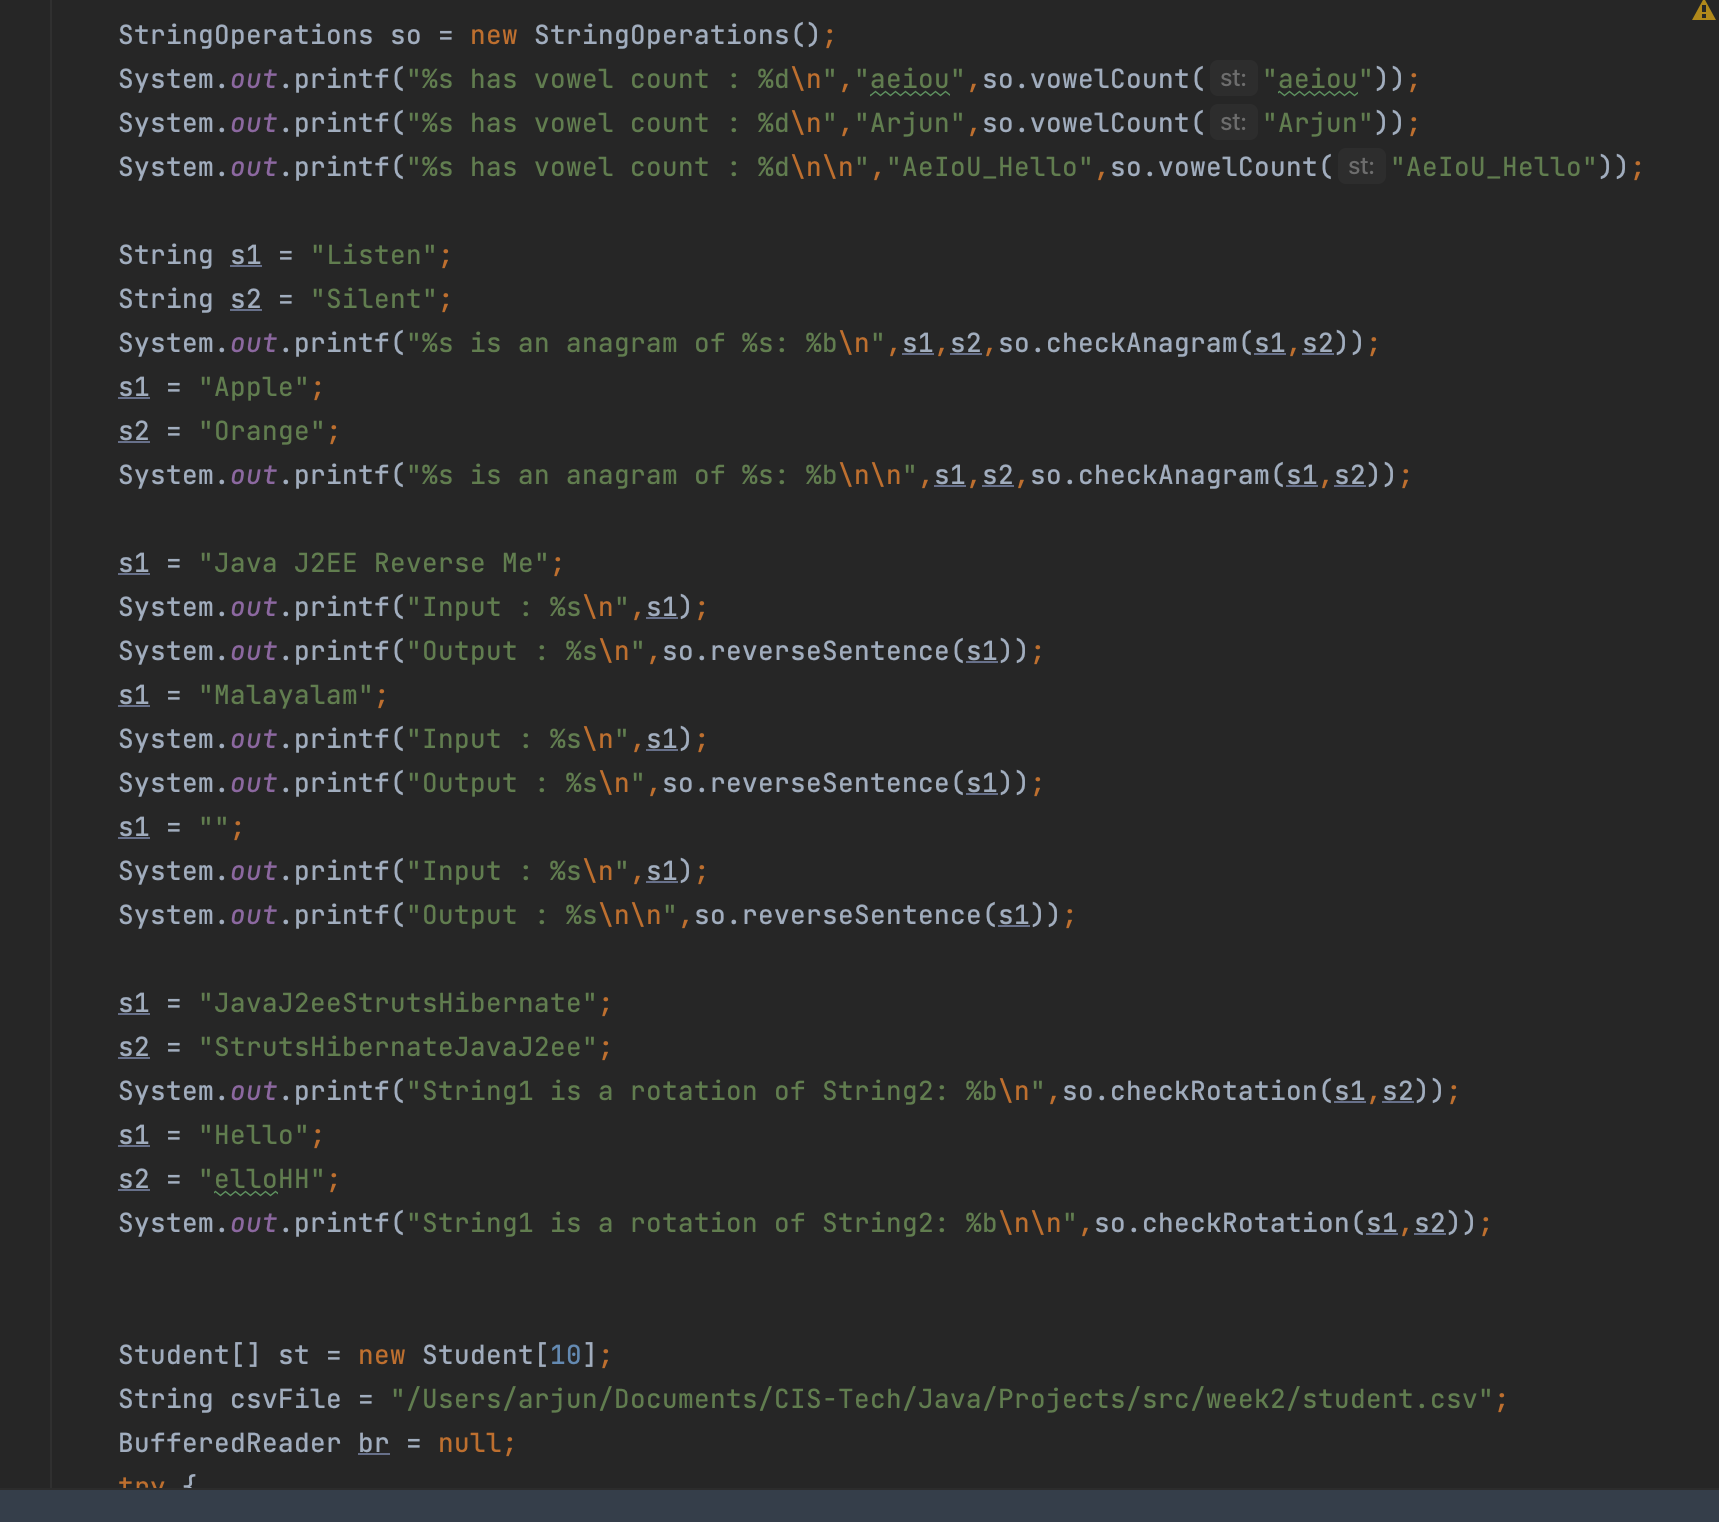 StringOperations so = new StringOperations();
System.out.printf("%s has vowel count : %d\n","aeiou",so.vowelCount( st: "aeiou"));
System.out.printf("%s has vowel count : %d\n","Arjun",so.vowelCount( st: "Arjun"));
System.out.printf("%s has vowel count : %d\n\n","AeIoU_Hello",so.vowelCount( st: "AeIoU_Hello"));
String s1 = "Listen";
String s2 = "Silent";
System.out.printf("%s is an anagram of %s: %b\n",s1,s2,so.checkAnagram(s1,s2));
s1 = "Apple";
s2 = "Orange";
System.out.printf("%s is an anagram of %s: %b\n\n",s1,s2,so.checkAnagram(s1,s2));
s1 = "Java J2EE Reverse Me";
System.out.printf("Input : %s\n",s1);
System.out.printf("Output : %s\n",so.reverseSentence(s1));
s1 = "Malayalam";
System.out.printf("Input : %s\n",s1);
System.out.printf("Output : %s\n",so.reverseSentence(s1));
s1 = "";
System.out.printf("Input : %s\n",s1);
System.out.printf("Output : %s\n\n",so.reverseSentence(s1));
s1 = "JavaJ2eeStrutsHibernate";
s2 = "StrutsHibernateJavaJ2ee";
System.out.printf("String1 is a rotation of String2: %b\n",so.checkRotation(s1,s2));
s1 = "Hello";
s2 = "elloHH";
System.out.printf("String1 is a rotation of String2: %b\n\n",so.checkRotation(s1,s2));
Student[] st = new Student[10];
String csvFile = "/Users/arjun/Documents/CIS-Tech/Java/Projects/src/week2/student.csv";
BufferedReader br = null;
try {